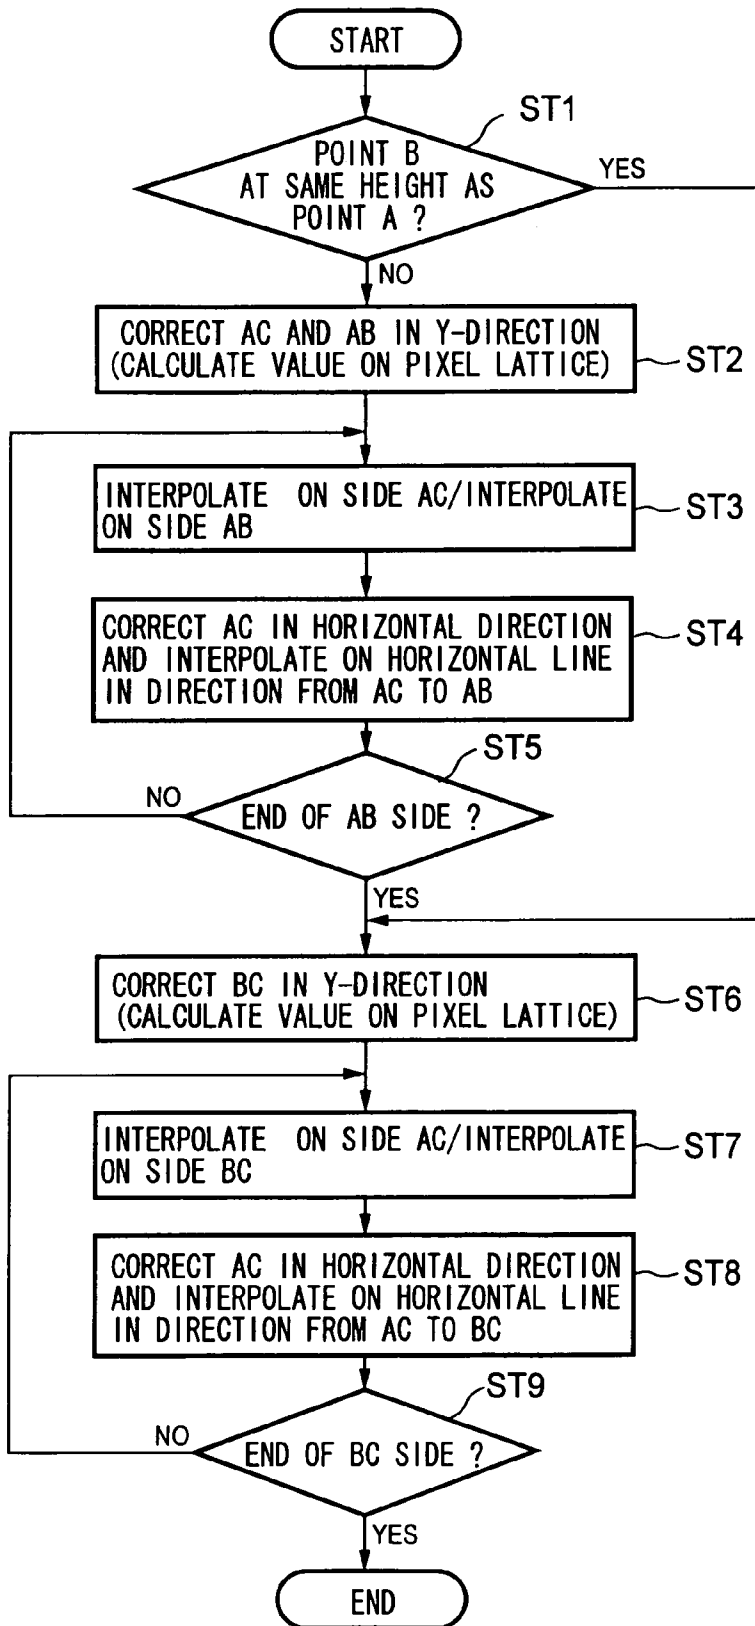 START
ST1
POINT B
AT SAME HEIGHT AS
POINT A ?
YES
NO
CORRECT AC AND AB IN Y-DIRECTION
(CALCULATE VALUE ON PIXEL LATTICE)
ST2
INTERPOLATE ON SIDE AC/INTERPOLATE
ON SIDE AB
ST3
CORRECT AC IN HORIZONTAL DIRECTION
AND INTERPOLATE ON HORIZONTAL LINE
IN DIRECTION FROM AC TO AB
ST4
ST5
NO
END OF AB SIDE ?
YES
CORRECT BC IN Y-DIRECTION
(CALCULATE VALUE ON PIXEL LATTICE)
ST6
INTERPOLATE ON SIDE AC/INTERPOLATE
ON SIDE BC
ST7
CORRECT AC IN HORIZONTAL DIRECTION
AND INTERPOLATE ON HORIZONTAL LINE
IN DIRECTION FROM AC TO BC
ST8
ST9
NO
END OF BC SIDE ?
YES
END